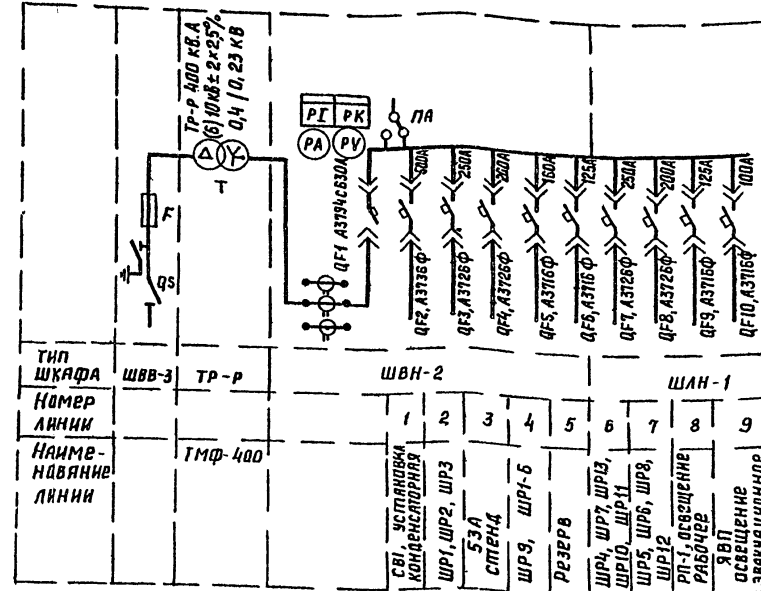 Тр-р 400 кВ.А
(6)10кВ±2×2,5%
0,4 / 0,23 кВ
PI PK
PA PV
ПА
F
QS
T
QF1 А3794С630А
500А
250А
200А
160А
125А
250А
200А
125А
100А
QF2, А3736Ф
QF3, А3726Ф
QF4, А3726Ф
QF5, А3716Ф
QF6, А3716Ф
QF7, А3726Ф
QF8, А3726Ф
QF9, А3716Ф
QF10, А3716Ф
ТИП
ШКАФА
ШВВ-3
ТР-Р
ШВН-2
ШЛН-1
НОМЕР
ЛИНИИ
1 2 3 4 5 6 7 8 9
НАИМЕ-
НОВАНИЕ
ЛИНИИ
ТМФ-400
СВ1, УСТАНОВКА
КОНДЕНСАТОРНАЯ
ШР1, ШР2, ШР3
53А
СТЕНД
ШР9, ШР1-Б
РЕЗЕРВ
ШР4, ШР7, ШР13,
ШР10, ШР11
ШР5, ШР6, ШР8,
ШР12
РП-1, ОСВЕЩЕНИЕ
РАБОЧЕЕ
ЯВП
ОСВЕЩЕНИЕ